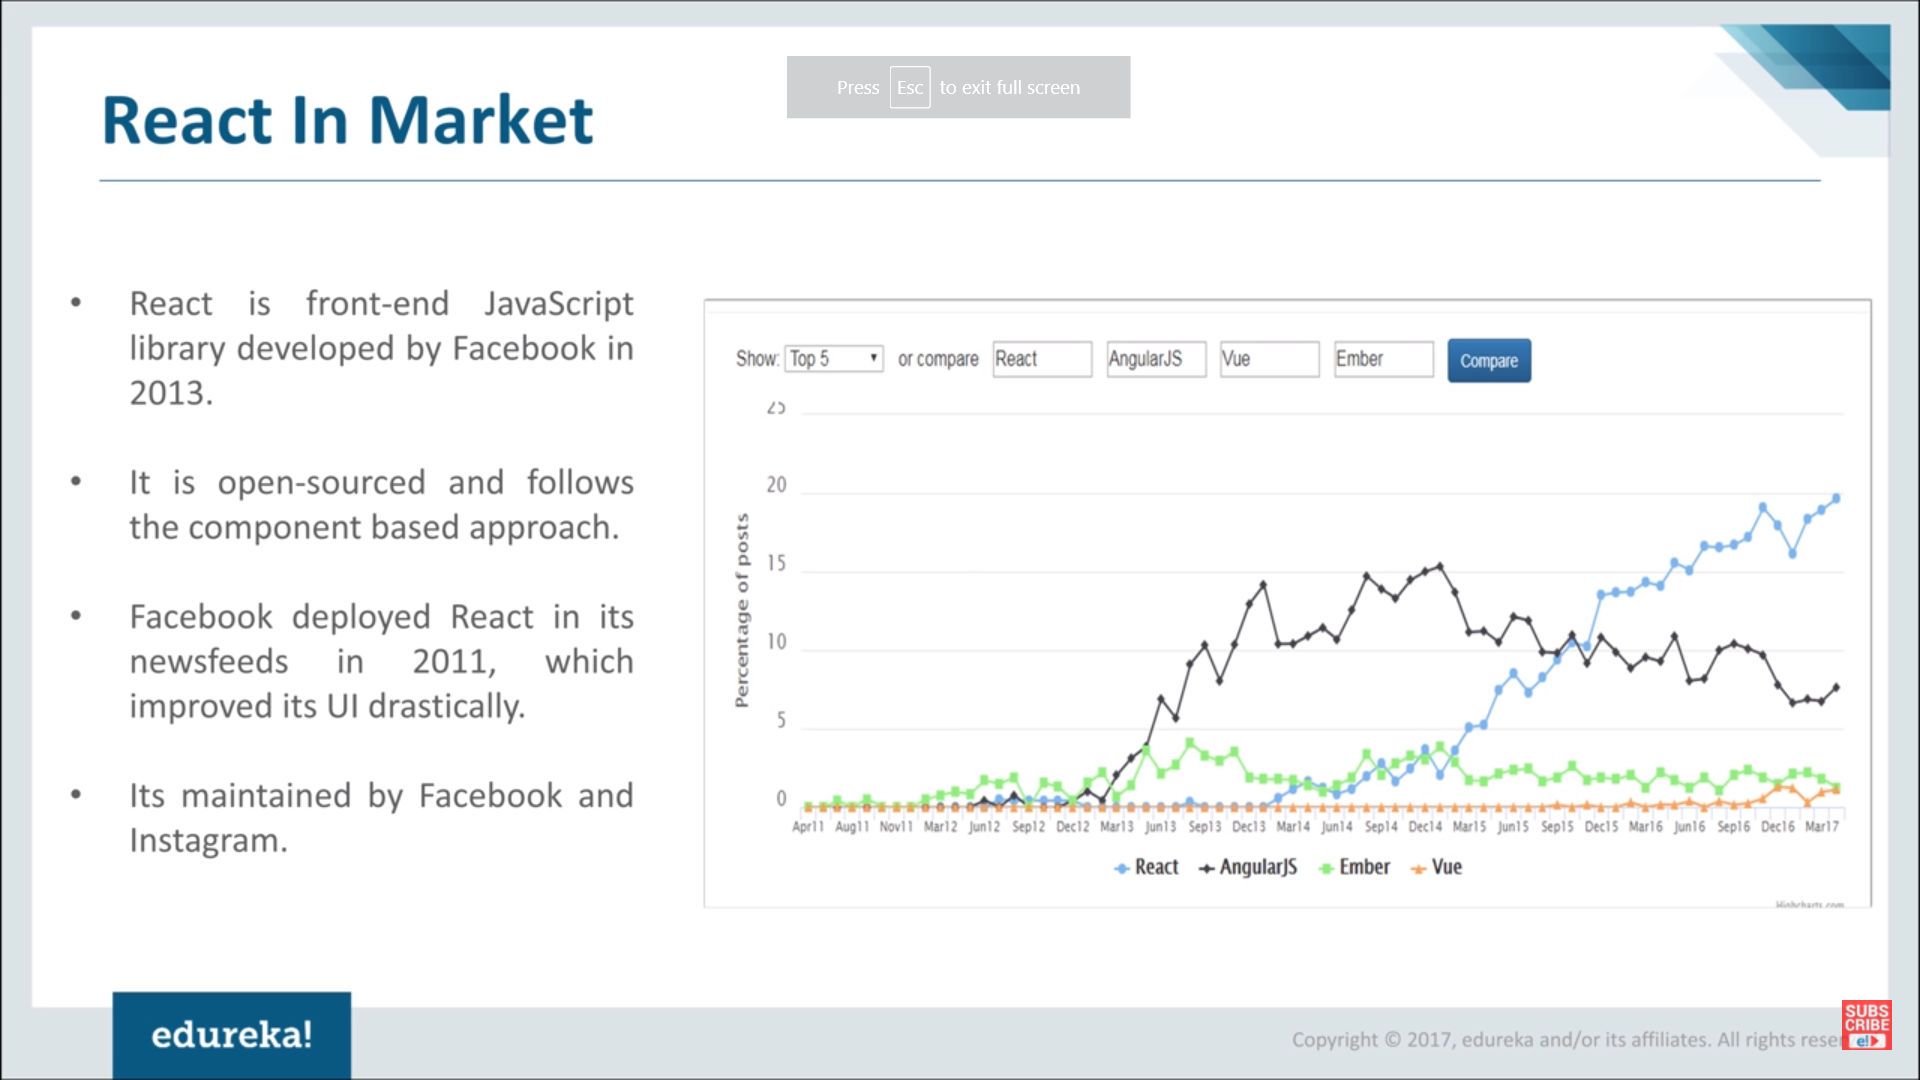 Press Esc to exit full screen
React In Market
• React is front-end JavaScript
library developed by Facebook in
2013.
• It is open-sourced and follows
the component based approach.
• Facebook deployed React in its
newsfeeds in 2011, which
improved its UI drastically.
• Its maintained by Facebook and
Instagram.
Show: Top 5 or compare React AngularJS Vue Ember Compare
25
20
15
10
5
0
Percentage of posts
Apr11 Aug11 Nov11 Mar12 Jun12 Sep12 Dec12 Mar13 Jun13 Sep13 Dec13 Mar14 Jun14 Sep14 Dec14 Mar15 Jun15 Sep15 Dec15 Mar16 Jun16 Sep16 Dec16 Mar17
React AngularJS Ember Vue
Highcharts.com
edureka!
Copyright © 2017, edureka and/or its affiliates. All rights reser
SUBS
CRIBE
e!